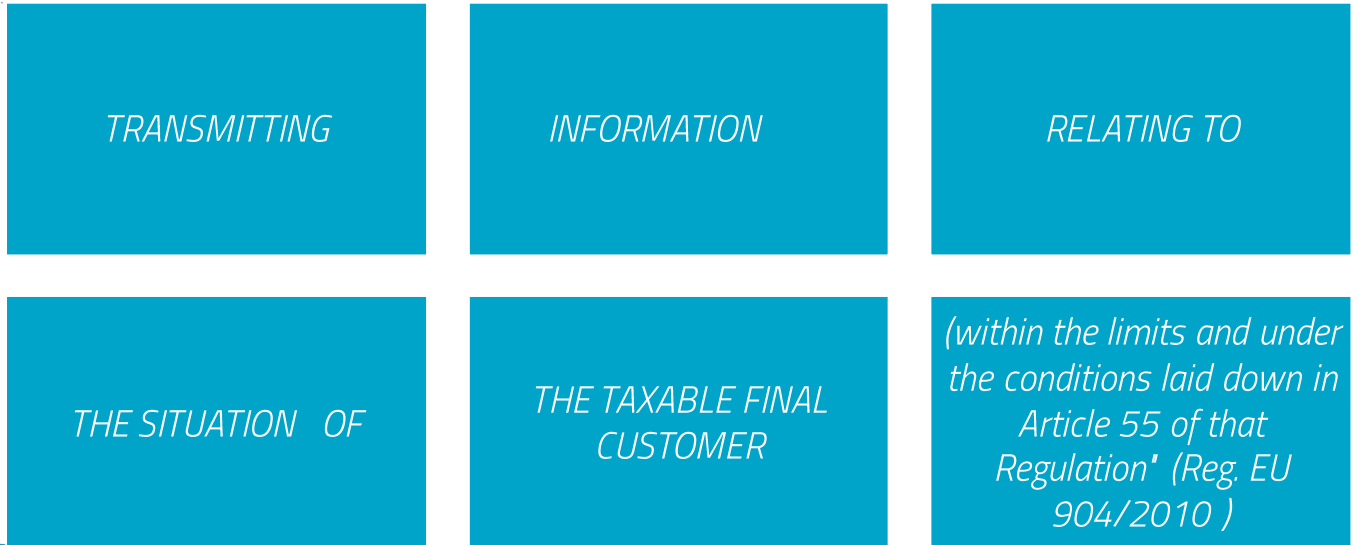 TRANSMITTING
INFORMATION
RELATING TO
THE SITUATION OF
THE TAXABLE FINAL
CUSTOMER
(within the limits and under
the conditions laid down in
Article 55 of that
Regulation" (Reg. EU
904/2010 )